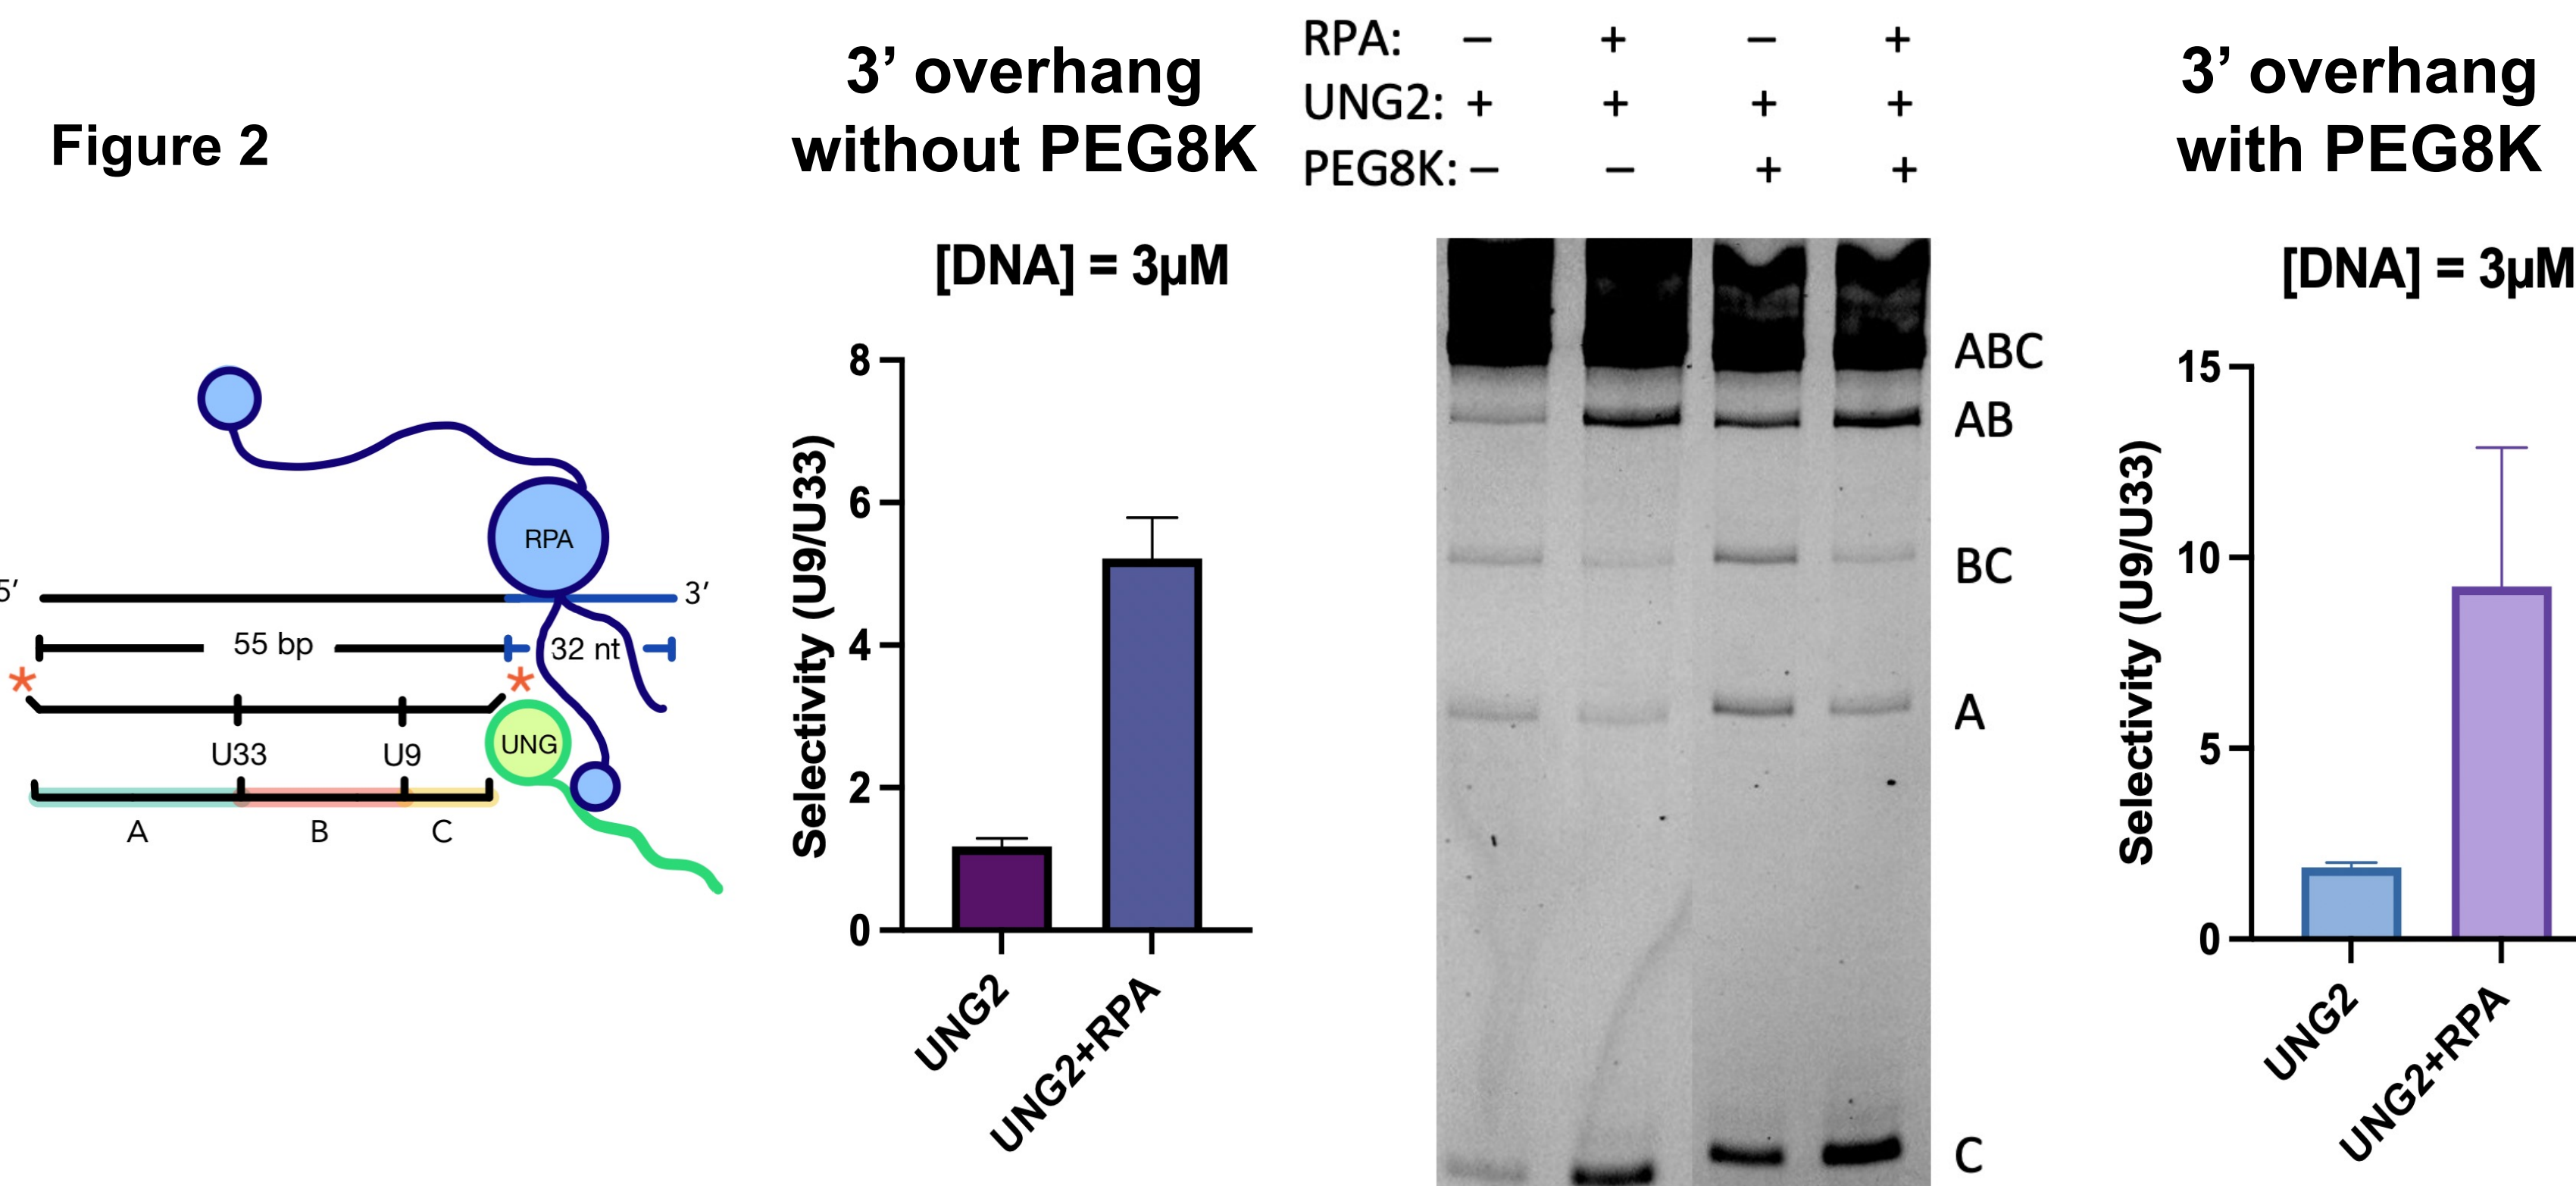 Figure 2
RPA
5′
3′
55 bp
32 nt
*
*
U33
U9
UNG
A
B
C
3’ overhang
without PEG8K
[DNA] = 3µM
Selectivity (U9/U33)
8
6
4
2
0
UNG2
UNG2+RPA
RPA: − + − +
UNG2: + + + +
PEG8K: − − + +
ABC
AB
BC
A
C
3’ overhang
with PEG8K
[DNA] = 3µM
Selectivity (U9/U33)
15
10
5
0
UNG2
UNG2+RPA